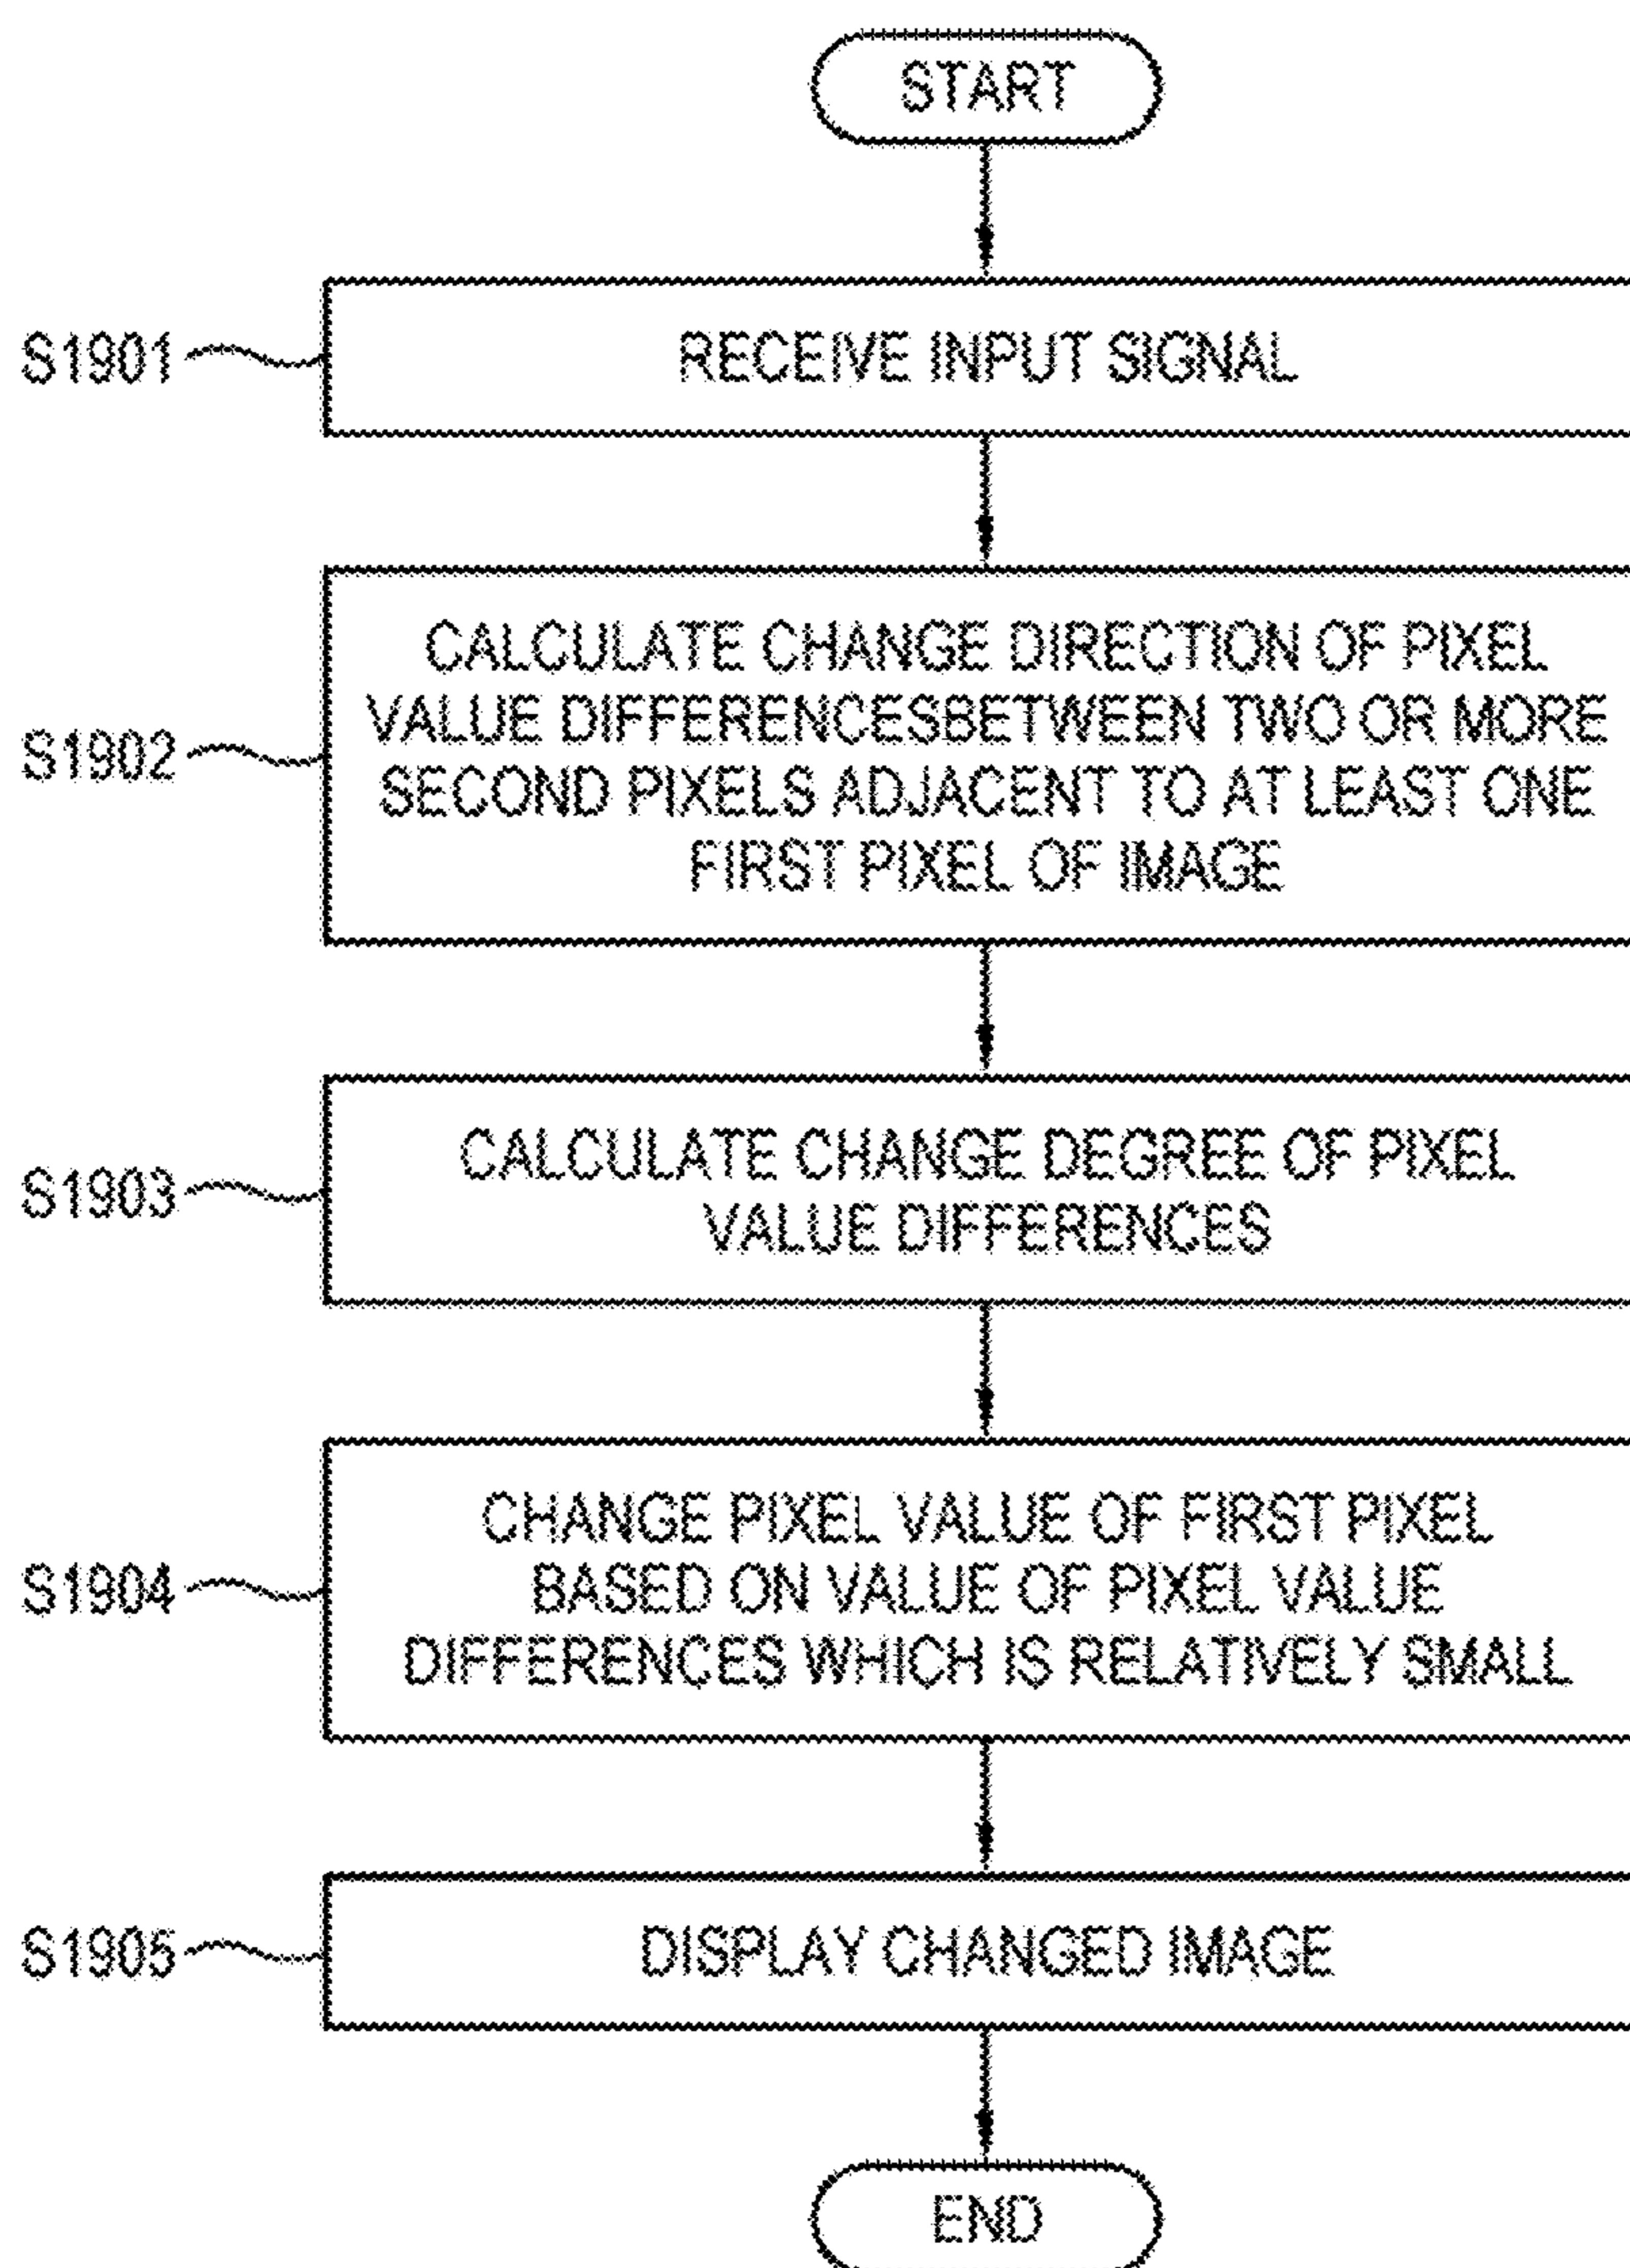 START
S1901
RECEIVE INPUT SIGNAL
S1902
CALCULATE CHANGE DIRECTION OF PIXEL
VALUE DIFFERENCESBETWEEN TWO OR MORE
SECOND PIXELS ADJACENT TO AT LEAST ONE
FIRST PIXEL OF IMAGE
S1903
CALCULATE CHANGE DEGREE OF PIXEL
VALUE DIFFERENCES
S1904
CHANGE PIXEL VALUE OF FIRST PIXEL
BASED ON VALUE OF PIXEL VALUE
DIFFERENCES WHICH IS RELATIVELY SMALL
S1905
DISPLAY CHANGED IMAGE
END